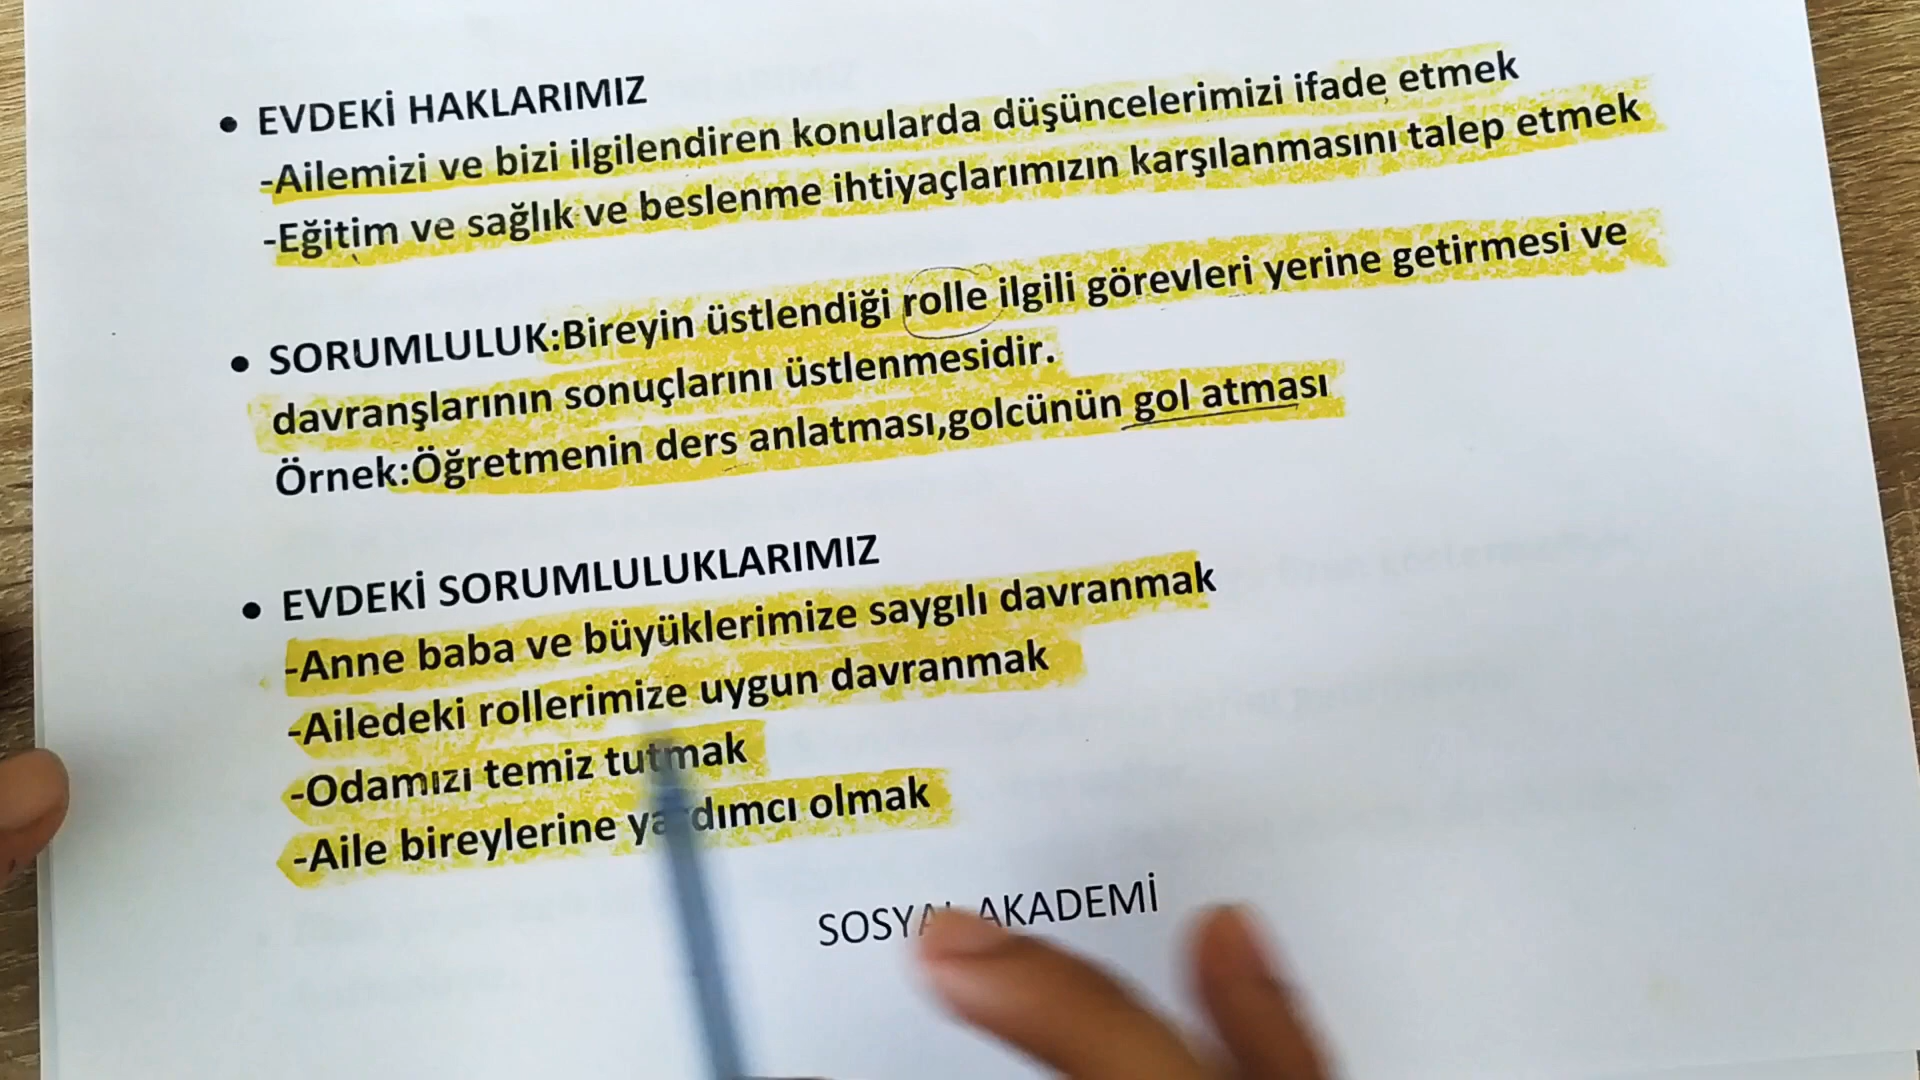 • EVDEKİ HAKLARIMIZ
-Ailemizi ve bizi ilgilendiren konularda düşüncelerimizi ifade etmek
-Eğitim ve sağlık ve beslenme ihtiyaçlarımızın karşılanmasını talep etmek
• SORUMLULUK:Bireyin üstlendiği rolle ilgili görevleri yerine getirmesi ve
davranşlarının sonuçlarını üstlenmesidir.
Örnek:Öğretmenin ders anlatması,golcünün gol atması
• EVDEKİ SORUMLULUKLARIMIZ
-Anne baba ve büyüklerimize saygılı davranmak
-Ailedeki rollerimize uygun davranmak
-Odamızı temiz tutmak
-Aile bireylerine yardımcı olmak
SOSYAL AKADEMİ